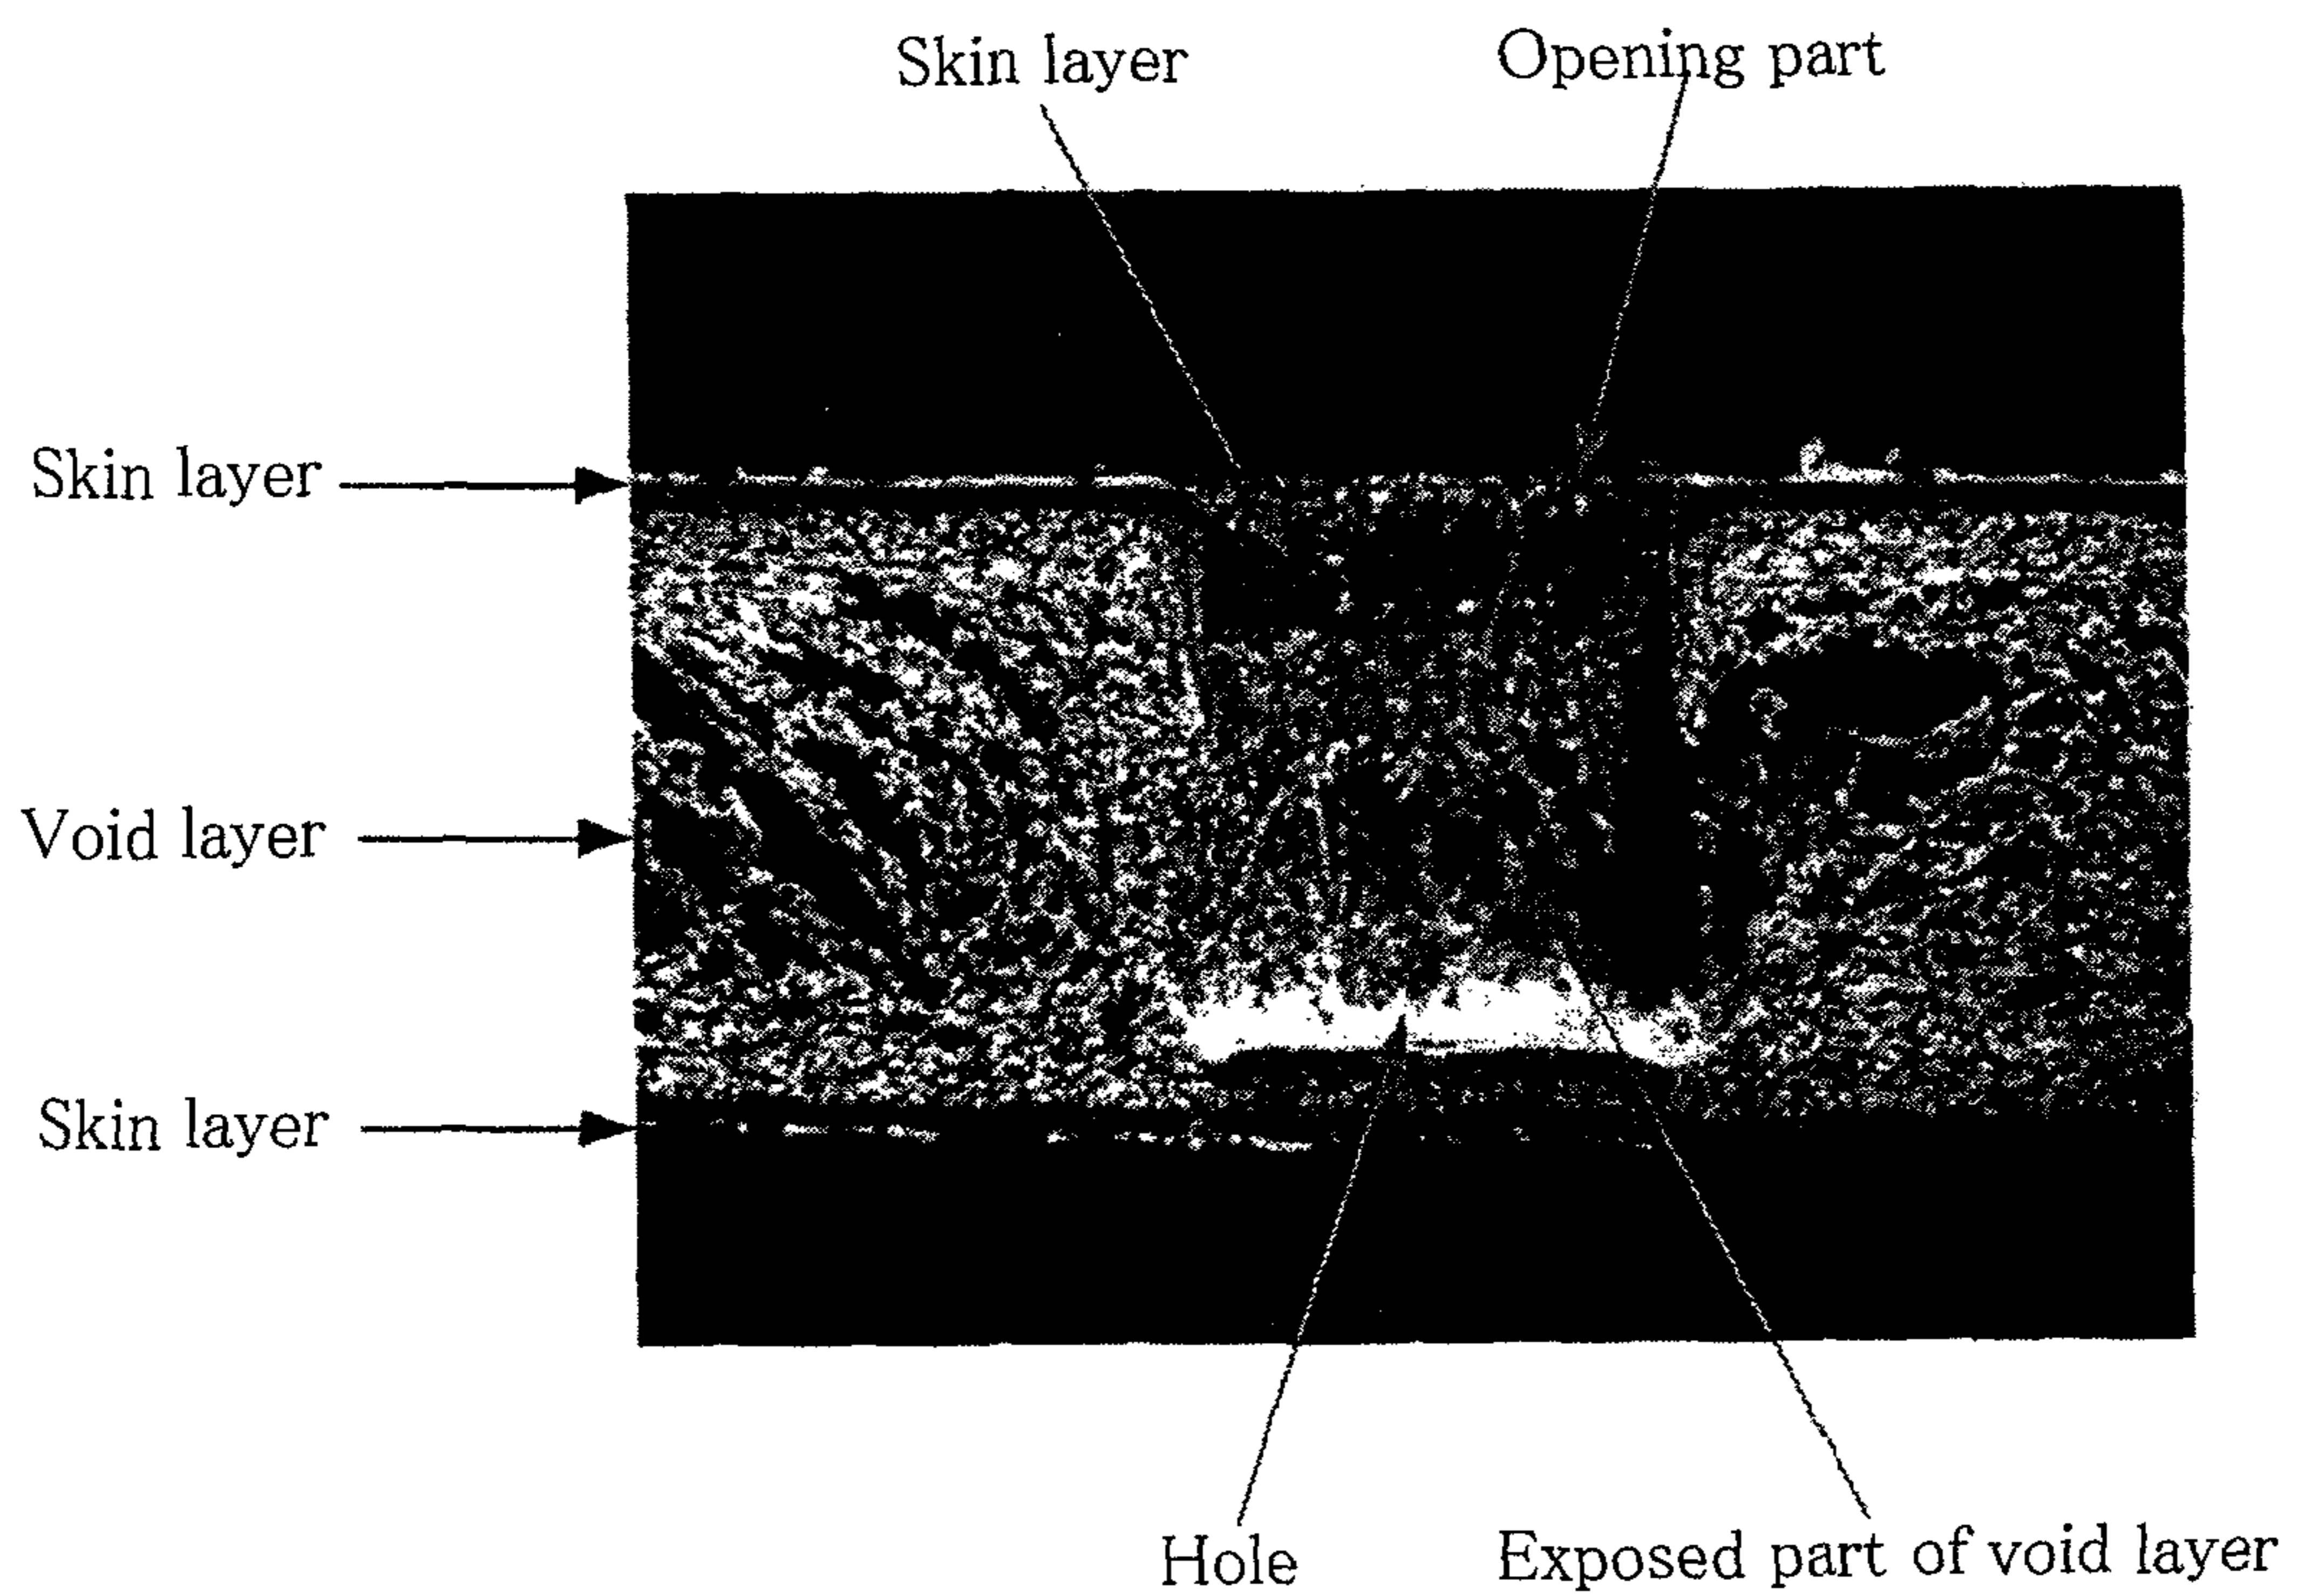 Skin layer
Opening part
Skin layer
Void layer
Skin layer
Hole
Exposed part of void layer